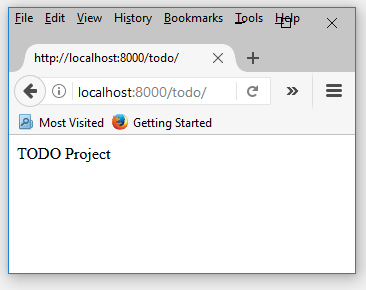 File Edit View History Bookmarks Tools Help
http://localhost:8000/todo/
localhost:8000/todo/
Most Visited Getting Started
TODO Project